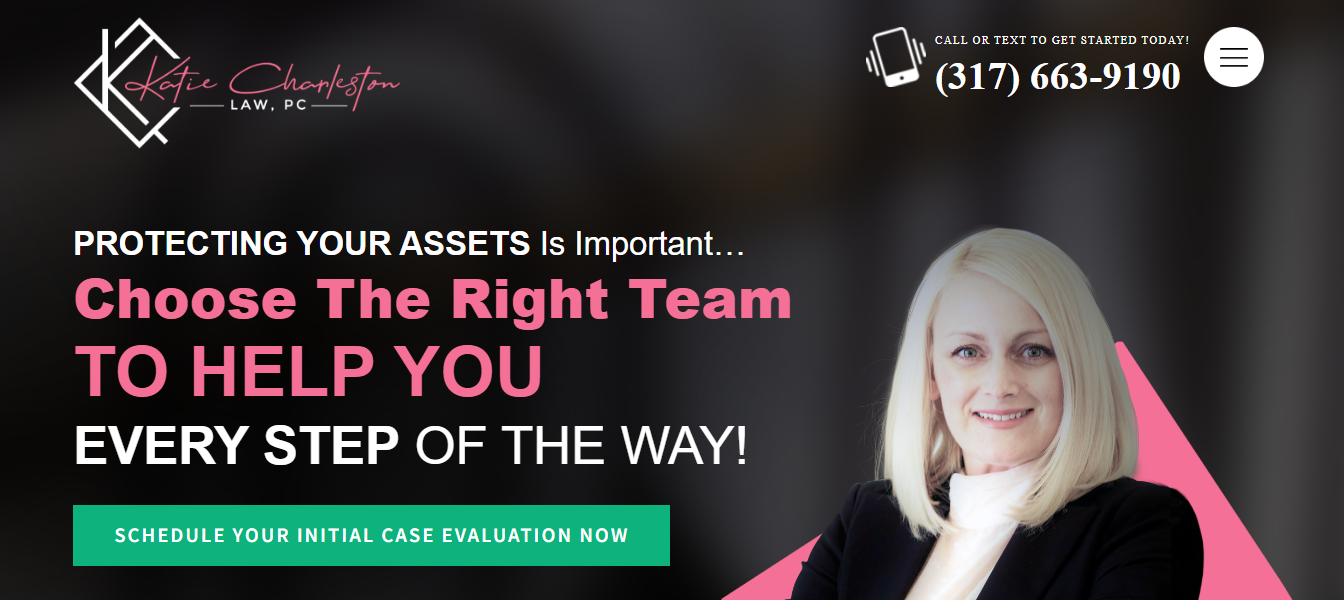 Katie Charleston
LAW, PC
CALL OR TEXT TO GET STARTED TODAY!
(317) 663-9190
PROTECTING YOUR ASSETS Is Important…
Choose The Right Team
TO HELP YOU
EVERY STEP OF THE WAY!
SCHEDULE YOUR INITIAL CASE EVALUATION NOW